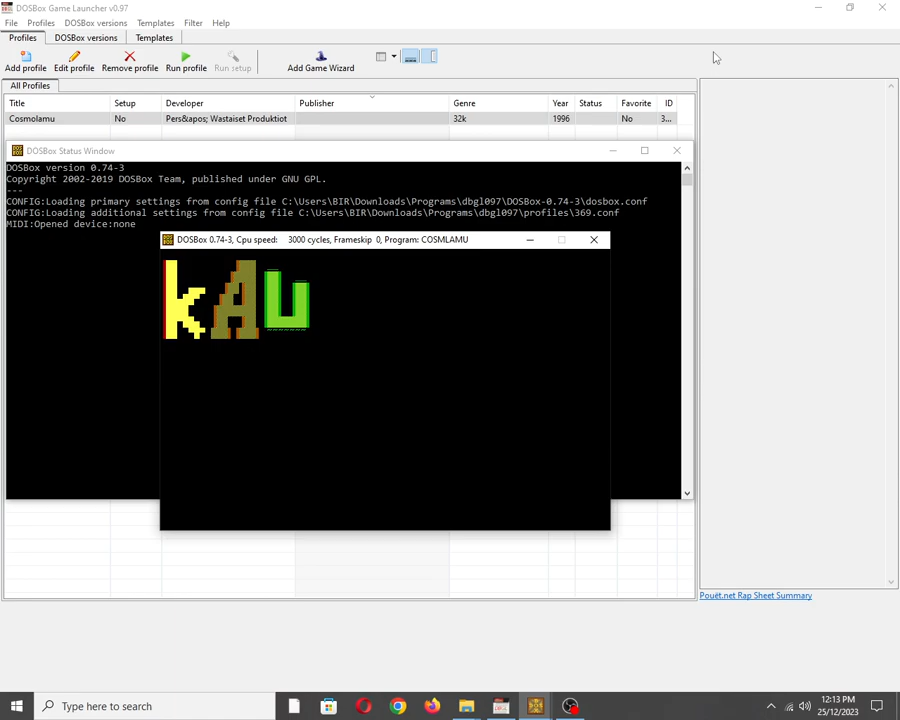 DOSBox Game Launcher v0.97
File Profiles DOSBox versions Templates Filter Help
Profiles DOSBox versions Templates
Add profile Edit profile Remove profile Run profile Run setup Add Game Wizard
All Profiles
Title Setup Developer Publisher Genre Year Status Favorite ID
Cosmolamu No Pers&apos; Wastaiset Produktiot 32k 1996 No 3...
DOSBox Status Window
DOSBox version 0.74-3
Copyright 2002-2019 DOSBox Team, published under GNU GPL.
---
CONFIG:Loading primary settings from config file C:\Users\BIR\Downloads\Programs\dbgl097\DOSBox-0.74-3\dosbox.conf
CONFIG:Loading additional settings from config file C:\Users\BIR\Downloads\Programs\dbgl097\profiles\369.conf
MIDI:Opened device:none
DOSBox 0.74-3, Cpu speed: 3000 cycles, Frameskip 0, Program: COSMLAMU
kAU
Pouët.net Rap Sheet Summary
Type here to search
12:13 PM
25/12/2023